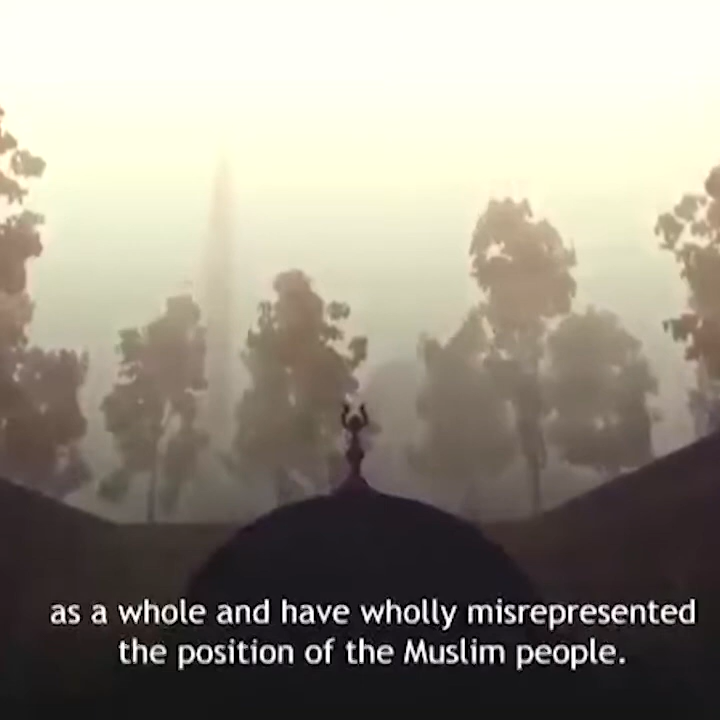 as a whole and have wholly misrepresented
the position of the Muslim people.